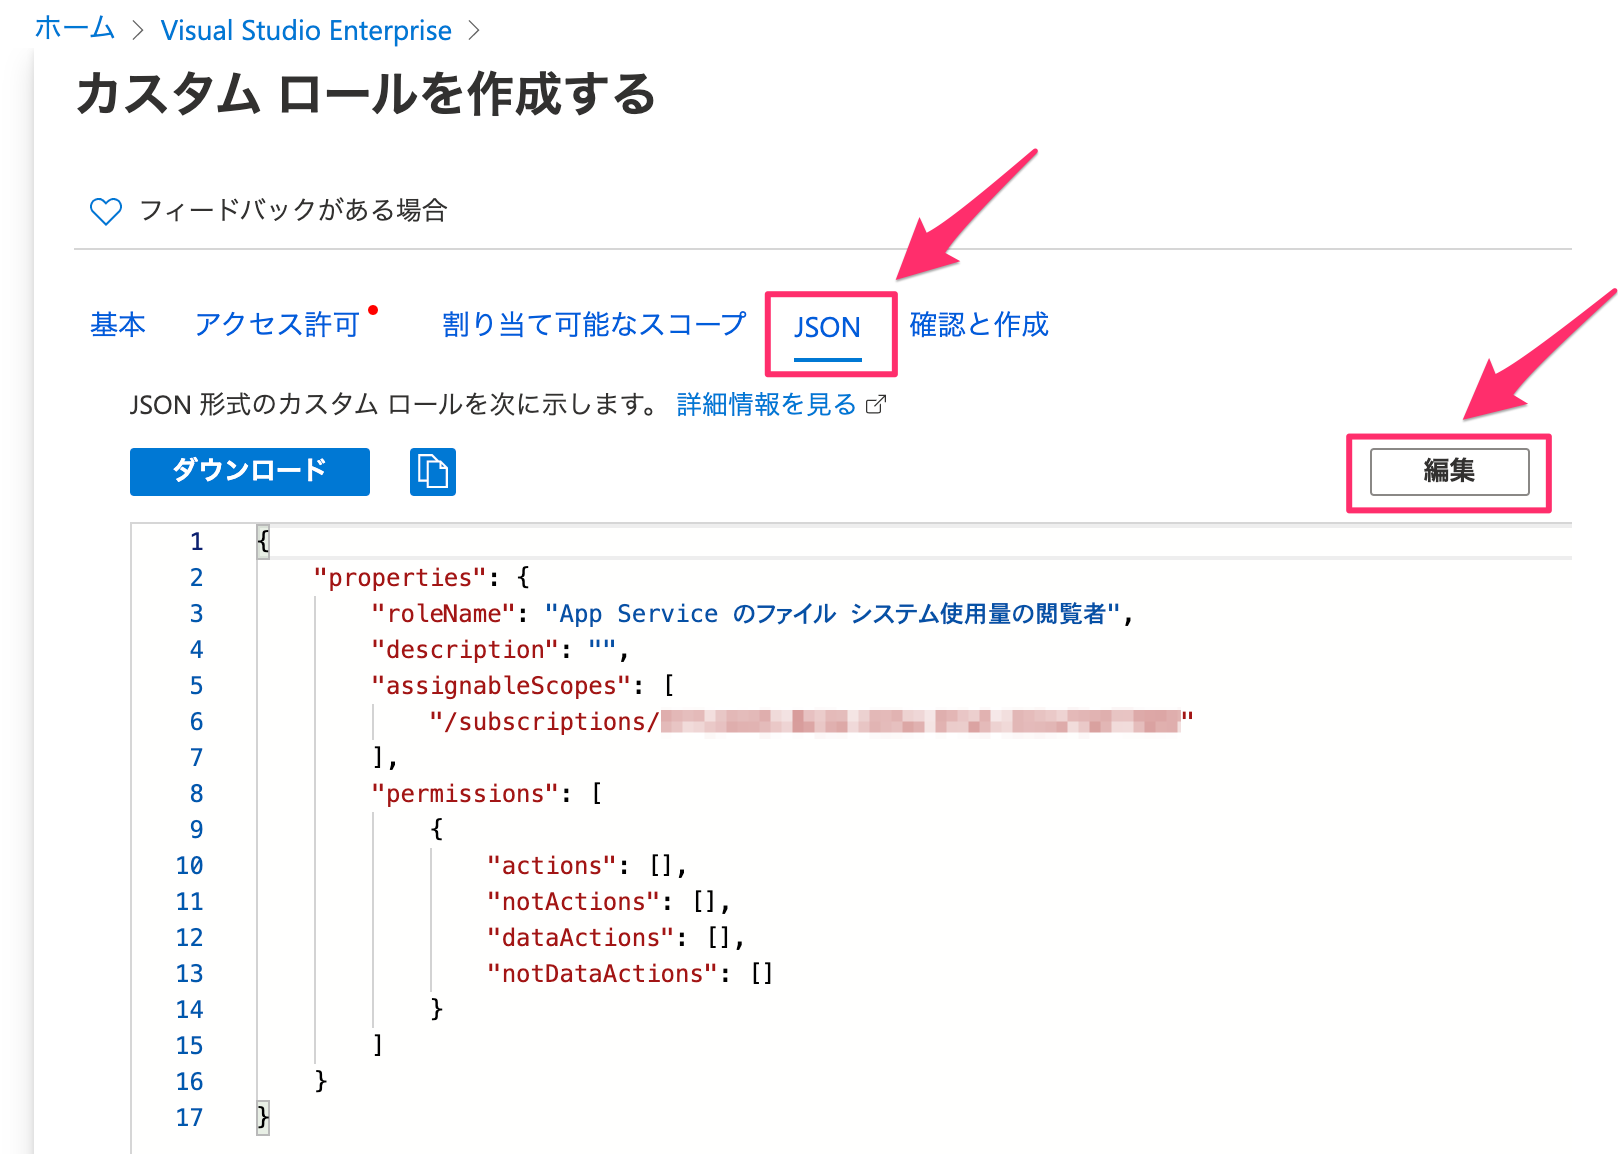 ホーム > Visual Studio Enterprise >
カスタム ロールを作成する
フィードバックがある場合
基本 アクセス許可 割り当て可能なスコープ JSON 確認と作成
JSON 形式のカスタム ロールを次に示します。 詳細情報を見る
ダウンロード 編集
1 {
2 "properties": {
3 "roleName": "App Service のファイル システム使用量の閲覧者",
4 "description": "",
5 "assignableScopes": [
6 "/subscriptions/"
7 ],
8 "permissions": [
9 {
10 "actions": [],
11 "notActions": [],
12 "dataActions": [],
13 "notDataActions": []
14 }
15 ]
16 }
17 }